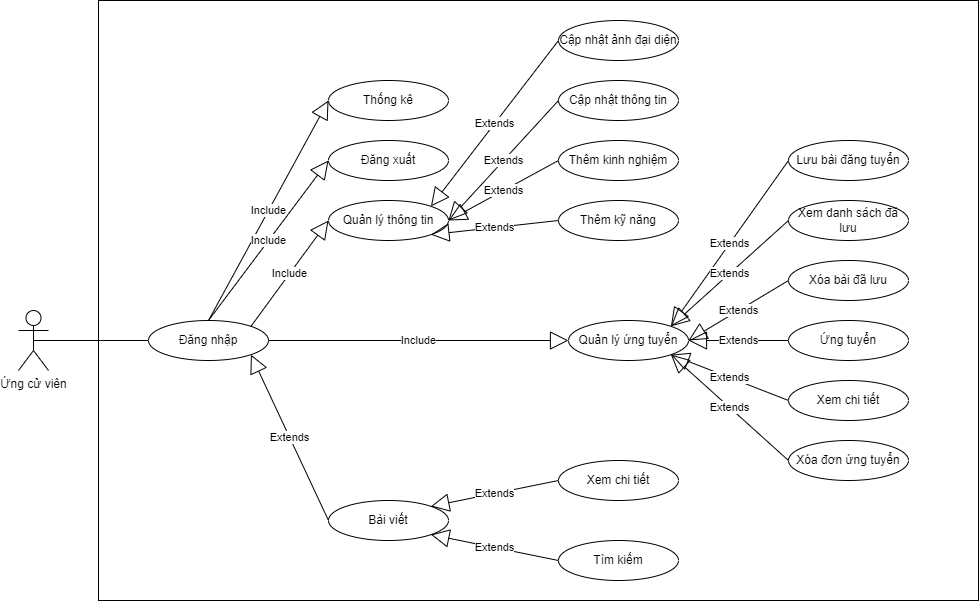 Cập nhật ảnh đại diện
Thống kê
Cập nhật thông tin
Extends
Đăng xuất
Extends
Thêm kinh nghiệm
Lưu bài đăng tuyển
Extends
Include
Quản lý thông tin
Extends
Thêm kỹ năng
Xem danh sách đã
lưu
Include
Extends
Include
Extends
Xóa bài đã lưu
Extends
Ứng cử viên
Đăng nhập
Include
Quản lý ứng tuyển
Extends
Ứng tuyển
Extends
Xem chi tiết
Extends
Extends
Xóa đơn ứng tuyển
Extends
Xem chi tiết
Bài viết
Extends
Tìm kiếm